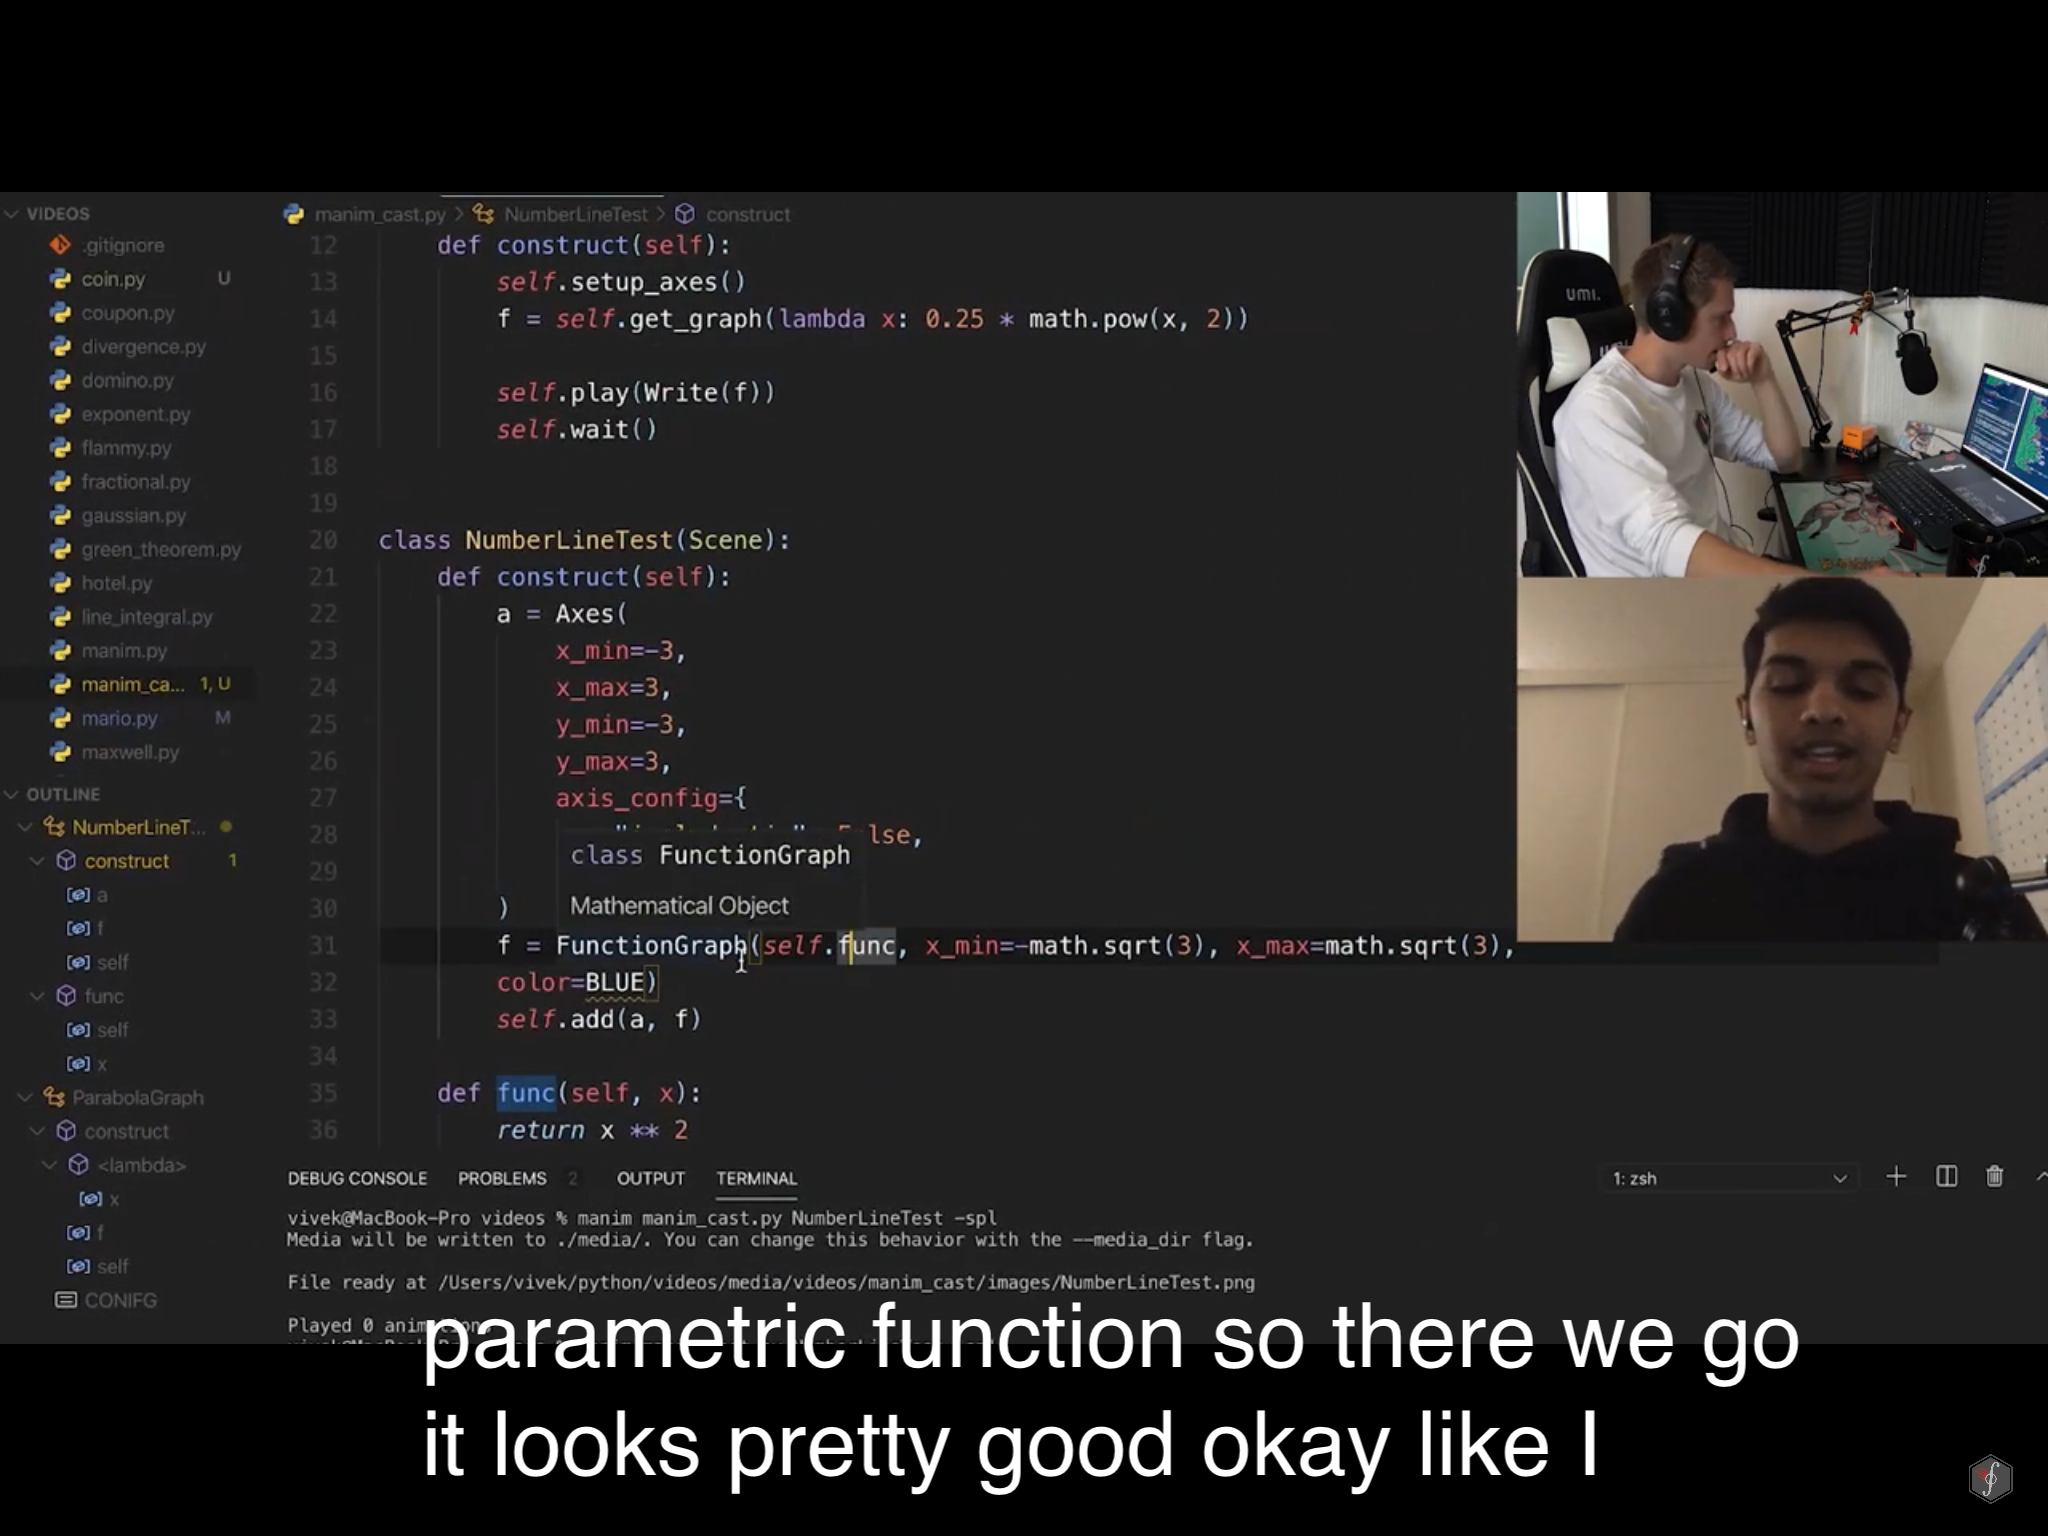 VIDEOS
.gitignore
coin.py U
coupon.py
divergence.py
domino.py
exponent.py
flammy.py
fractional.py
gaussian.py
green_theorem.py
hotel.py
line_integral.py
manim.py
manim_ca... 1, U
mario.py M
maxwell.py
OUTLINE
NumberLineT...
construct 1
a
f
self
func
self
x
ParabolaGraph
construct
<lambda>
x
f
self
CONIFG
manim_cast.py > NumberLineTest > construct
12 def construct(self):
13 self.setup_axes()
14 f = self.get_graph(lambda x: 0.25 * math.pow(x, 2))
15
16 self.play(Write(f))
17 self.wait()
18
19
20 class NumberLineTest(Scene):
21 def construct(self):
22 a = Axes(
23 x_min=-3,
24 x_max=3,
25 y_min=-3,
26 y_max=3,
27 axis_config={
28 False,
class FunctionGraph
29
Mathematical Object
30 )
31 f = FunctionGraph(self.func, x_min=-math.sqrt(3), x_max=math.sqrt(3),
32 color=BLUE)
33 self.add(a, f)
34
35 def func(self, x):
36 return x ** 2
DEBUG CONSOLE PROBLEMS 2 OUTPUT TERMINAL 1: zsh
vivek@MacBook-Pro videos % manim manim_cast.py NumberLineTest -spl
Media will be written to ./media/. You can change this behavior with the --media_dir flag.
File ready at /Users/vivek/python/videos/media/videos/manim_cast/images/NumberLineTest.png
Played 0 animations
UMI.
parametric function so there we go
it looks pretty good okay like I